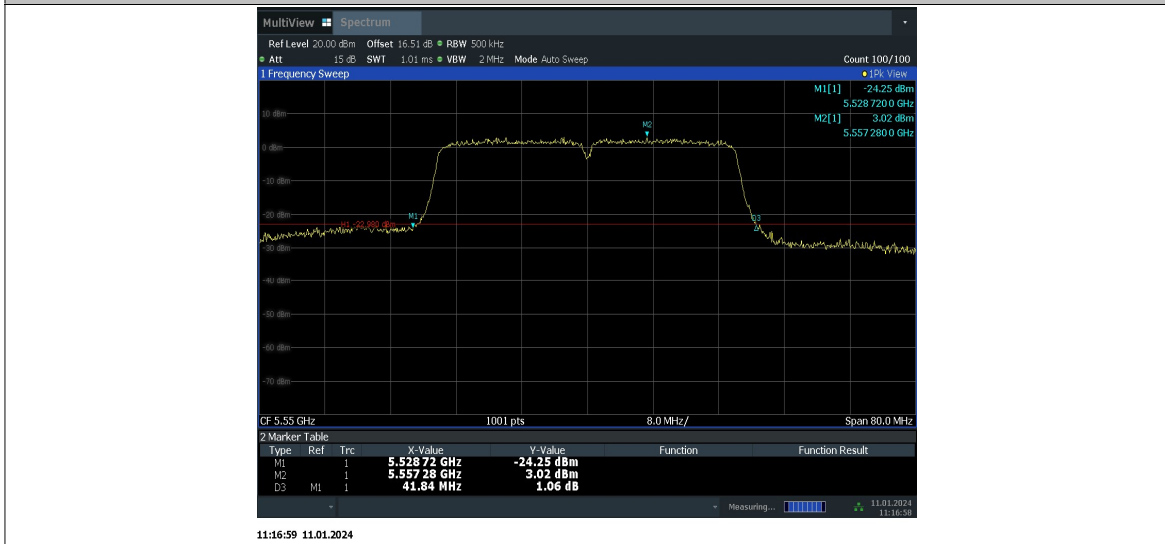 MultiView Spectrum
Ref Level 20.00 dBm Offset 16.51 dB RBW 500 kHz
Att 15 dB SWT 1.01 ms VBW 2 MHz Mode Auto Sweep Count 100/100
1 Frequency Sweep 1Pk View
M1[1] -24.25 dBm
5.528 720 0 GHz
M2[1] 3.02 dBm
5.557 280 0 GHz
10 dBm
M2
0 dBm
-10 dBm
-20 dBm
M1
D3
H1 -22.980 dBm
-30 dBm
-40 dBm
-50 dBm
-60 dBm
-70 dBm
CF 5.55 GHz 1001 pts 8.0 MHz/ Span 80.0 MHz
2 Marker Table
Type Ref Trc X-Value Y-Value Function Function Result
M1 1 5.528 72 GHz -24.25 dBm
M2 1 5.557 28 GHz 3.02 dBm
D3 M1 1 41.84 MHz 1.06 dB
Measuring... 11.01.2024
11:16:58
11:16:59 11.01.2024